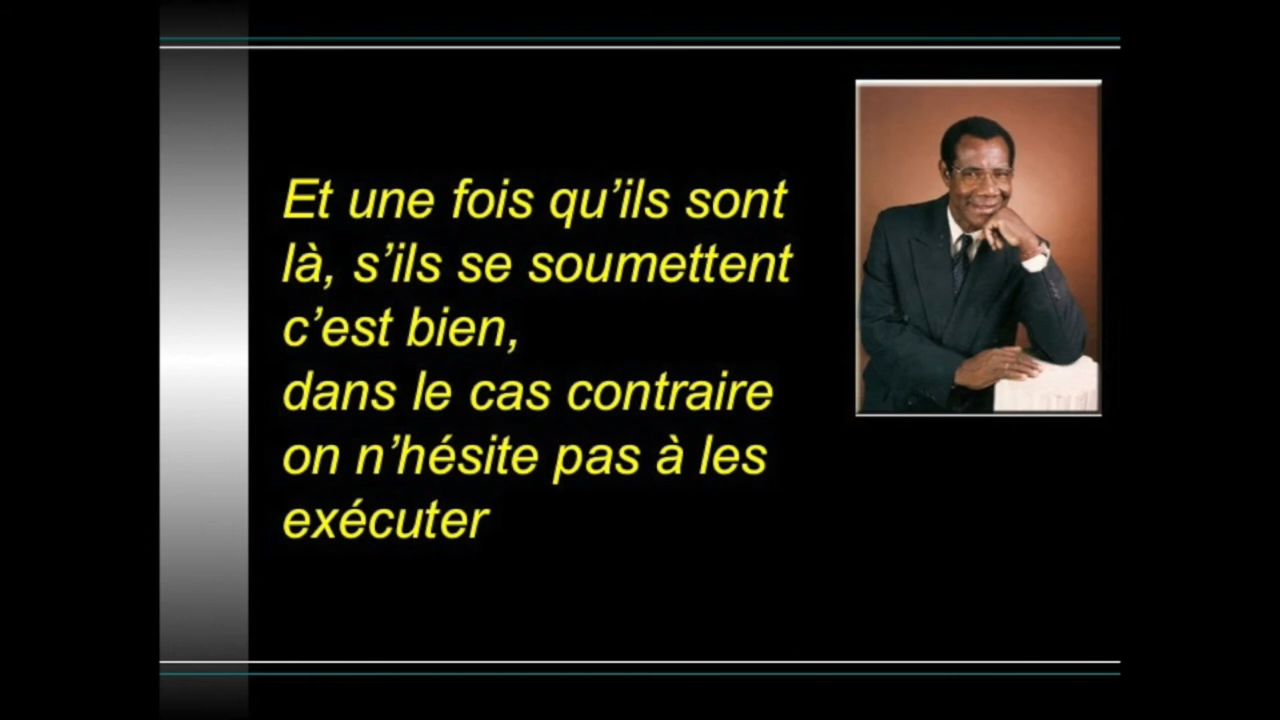 Et une fois qu’ils sont
là, s’ils se soumettent
c’est bien,
dans le cas contraire
on n’hésite pas à les
exécuter